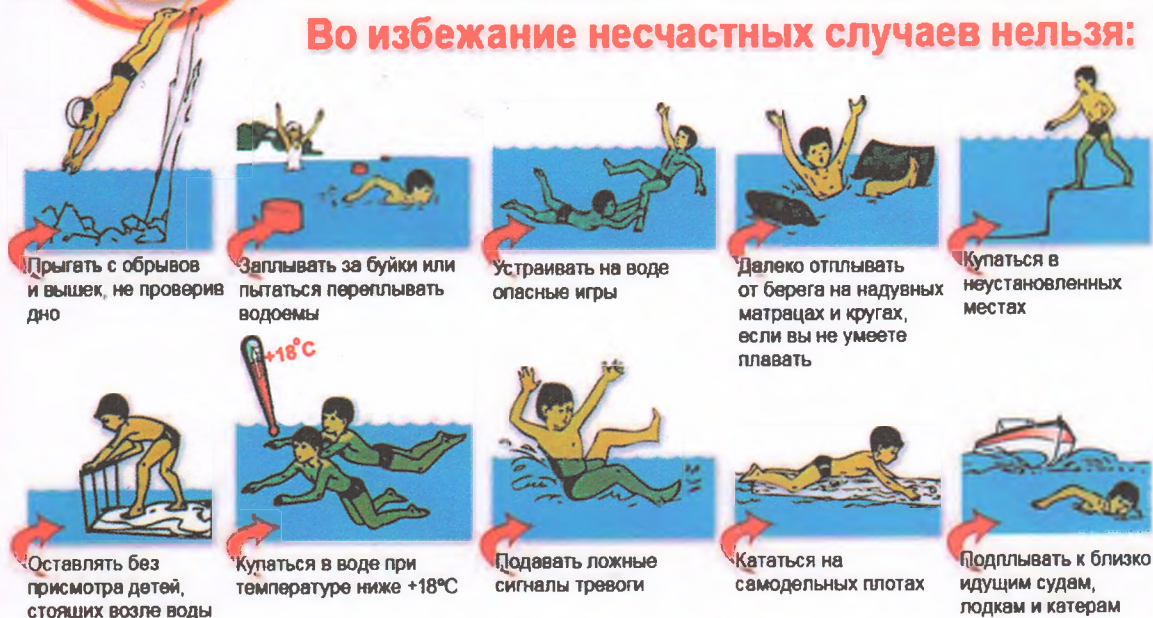 Во избежание несчастных случаев нельзя:
Прыгать с обрывов
и вышек, не проверив
дно
Заплывать за буйки или
пытаться переплывать
водоемы
Устраивать на воде
опасные игры
Далеко отплывать
от берега на надувных
матрацах и кругах,
если вы не умеете
плавать
Купаться в
неустановленных
местах
+18°C
Оставлять без
присмотра детей,
стоящих возле воды
Купаться в воде при
температуре ниже +18°C
Подавать ложные
сигналы тревоги
Кататься на
самодельных плотах
Подплывать к близко
идущим судам,
лодкам и катерам